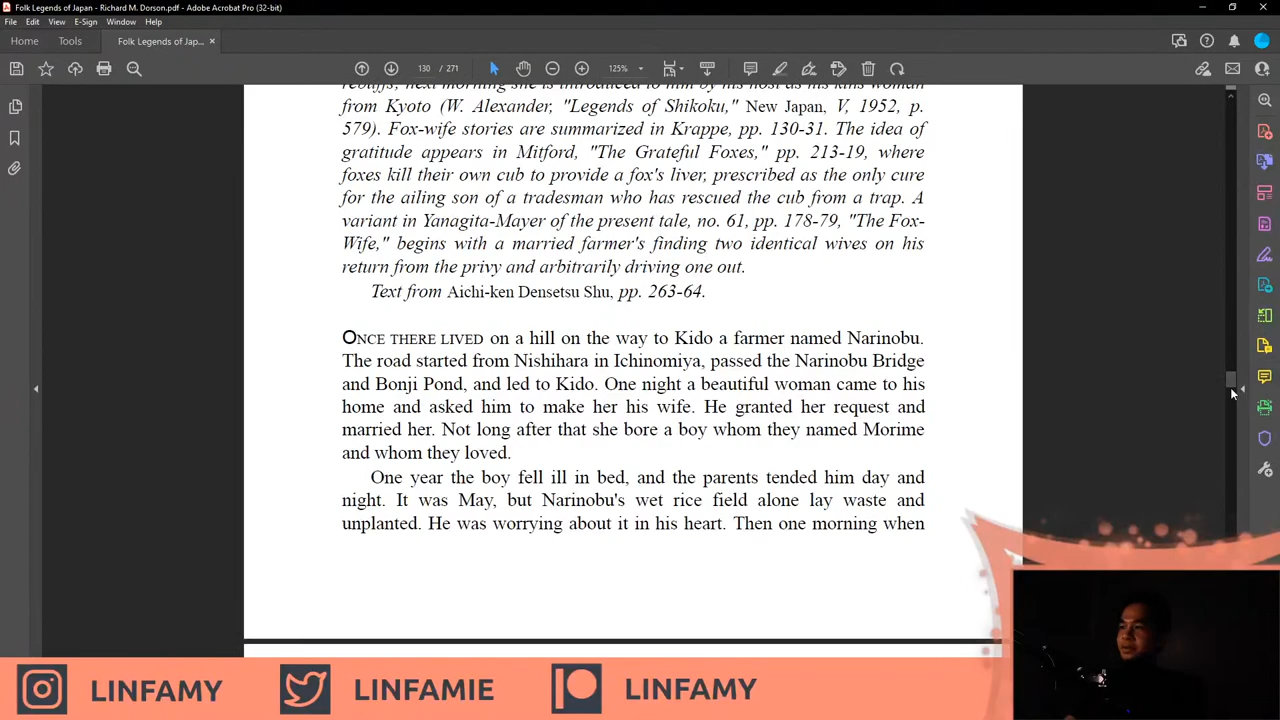 Folk Legends of Japan - Richard M. Dorson.pdf - Adobe Acrobat Pro (32-bit)
File Edit View E-Sign Window Help
Home Tools Folk Legends of Jap... ×
130 / 271 125%
from Kyoto (W. Alexander, "Legends of Shikoku," New Japan, V, 1952, p.
579). Fox-wife stories are summarized in Krappe, pp. 130-31. The idea of
gratitude appears in Mitford, "The Grateful Foxes," pp. 213-19, where
foxes kill their own cub to provide a fox's liver, prescribed as the only cure
for the ailing son of a tradesman who has rescued the cub from a trap. A
variant in Yanagita-Mayer of the present tale, no. 61, pp. 178-79, "The Fox-
Wife," begins with a married farmer's finding two identical wives on his
return from the privy and arbitrarily driving one out.
Text from Aichi-ken Densetsu Shu, pp. 263-64.
ONCE THERE LIVED on a hill on the way to Kido a farmer named Narinobu.
The road started from Nishihara in Ichinomiya, passed the Narinobu Bridge
and Bonji Pond, and led to Kido. One night a beautiful woman came to his
home and asked him to make her his wife. He granted her request and
married her. Not long after that she bore a boy whom they named Morime
and whom they loved.
One year the boy fell ill in bed, and the parents tended him day and
night. It was May, but Narinobu's wet rice field alone lay waste and
unplanted. He was worrying about it in his heart. Then one morning when
LINFAMY LINFAMIE LINFAMY